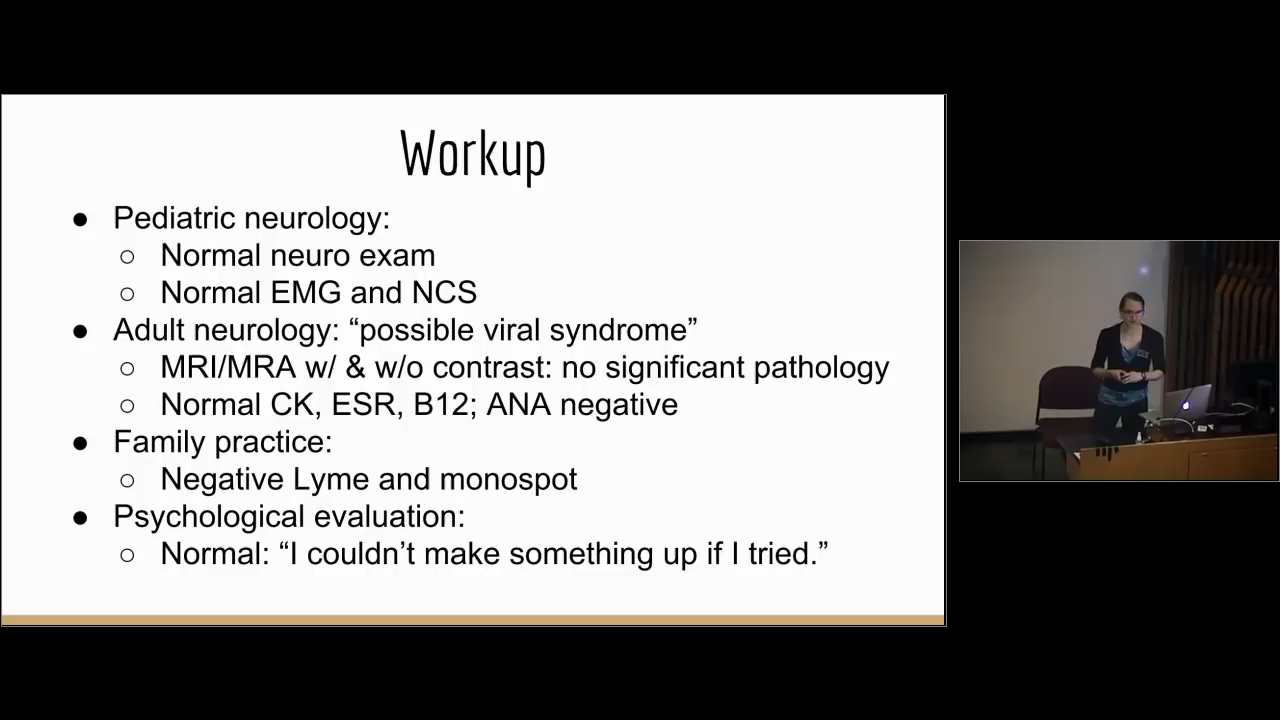 Workup
● Pediatric neurology:
○ Normal neuro exam
○ Normal EMG and NCS
● Adult neurology: “possible viral syndrome”
○ MRI/MRA w/ & w/o contrast: no significant pathology
○ Normal CK, ESR, B12; ANA negative
● Family practice:
○ Negative Lyme and monospot
● Psychological evaluation:
○ Normal: “I couldn’t make something up if I tried.”